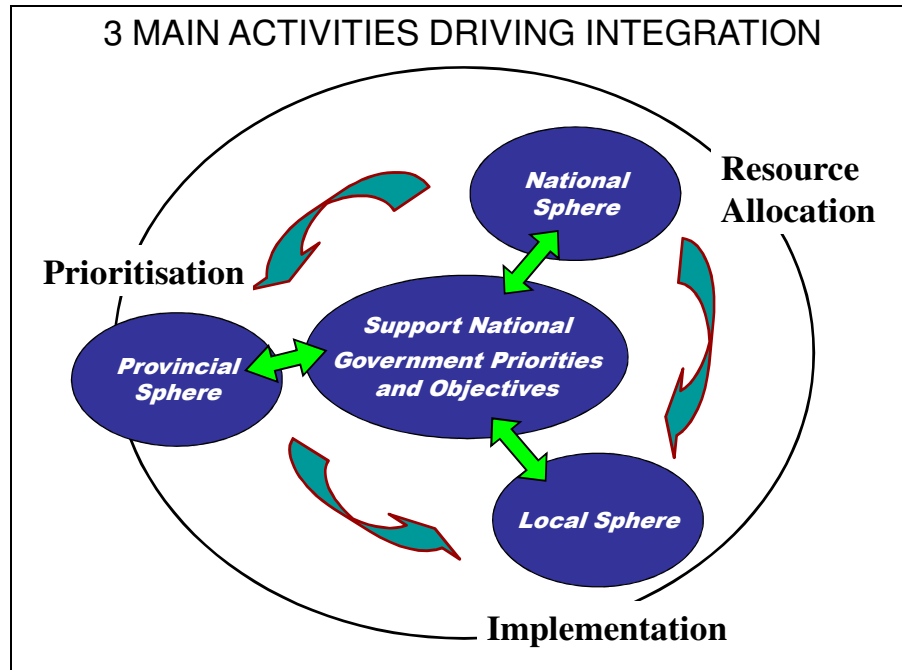 3 MAIN ACTIVITIES DRIVING INTEGRATION
National
Sphere
Resource
Allocation
Prioritisation
Support National
Government Priorities
and Objectives
Provincial
Sphere
Local Sphere
Implementation